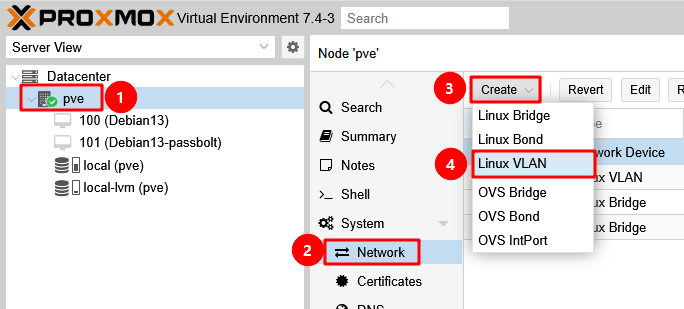 PROXMOX Virtual Environment 7.4-3 Search
Server View
Node 'pve'
Datacenter
pve
100 (Debian13)
101 (Debian13-passbolt)
local (pve)
local-lvm (pve)
1
Search
Summary
Notes
Shell
System
2
Network
Certificates
DNS
3
Create Revert Edit R
Linux Bridge
Linux Bond
4
Linux VLAN
OVS Bridge
OVS Bond
OVS IntPort
work Device
ux VLAN
ux Bridge
ux Bridge